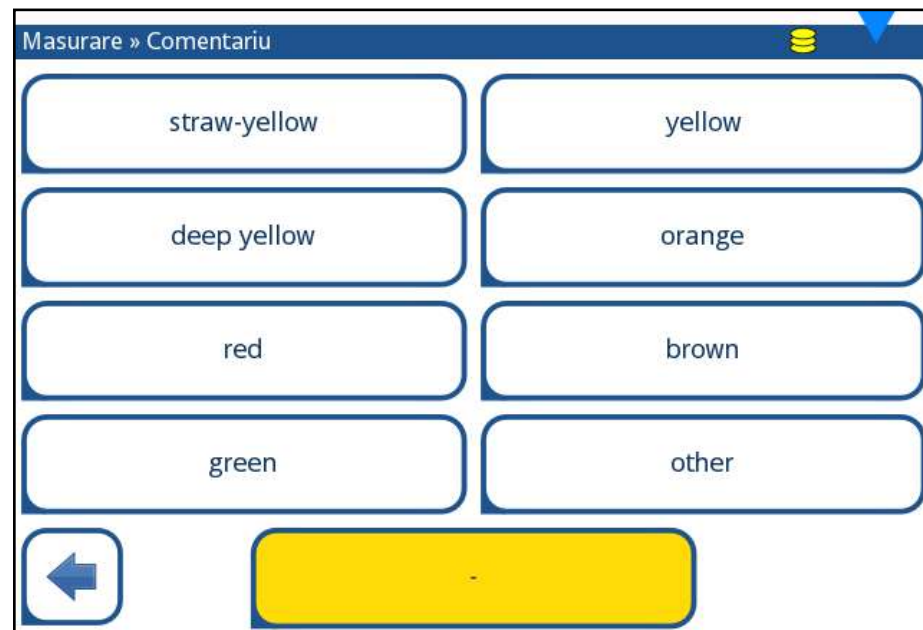 Masurare » Comentariu
straw-yellow yellow
deep yellow orange
red brown
green other
-